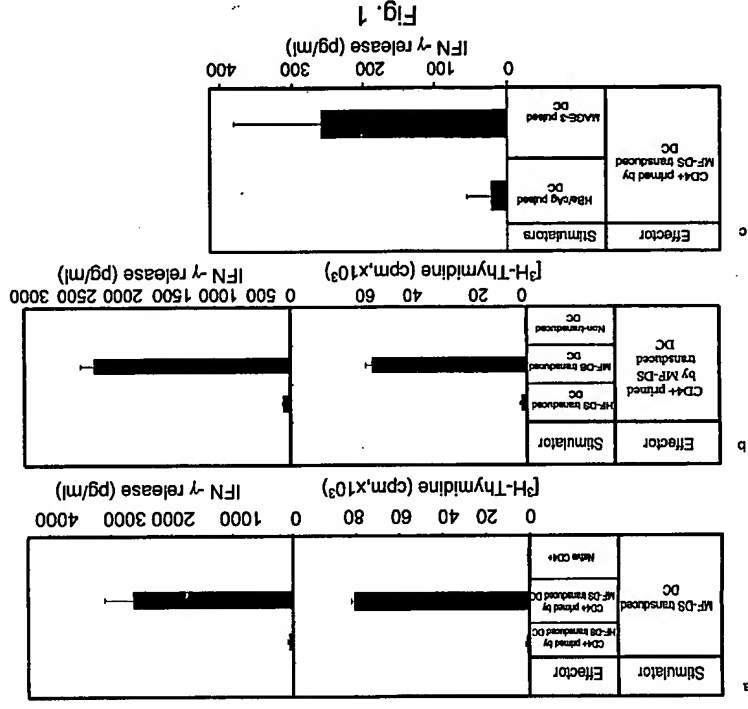 a
Stimulator Effector
MF-DS transduced
DC
CD4+ primed by
HF-DS transduced DC
CD4+ primed by
MF-DS transduced DC
Naive CD4+
0 20 40 60 80 0 1000 2000 3000 4000
[³H-Thymidine (cpm,x10³) IFN -γ release (pg/ml)
b
Effector Stimulator
CD4+ primed
by MF-DS
transduced
DC
HF-DS transduced
DC
MF-DS transduced
DC
Non-transduced
DC
0 20 40 60 0 500 1000 1500 2000 2500 3000
[³H-Thymidine (cpm,x10³) IFN -γ release (pg/ml)
c
Effector Stimulators
CD4+ primed by
MF-DS transduced
DC
HBe/cAg pulsed
DC
MAGE-3 pulsed
DC
0 100 200 300 400
IFN -γ release (pg/ml)
Fig. 1